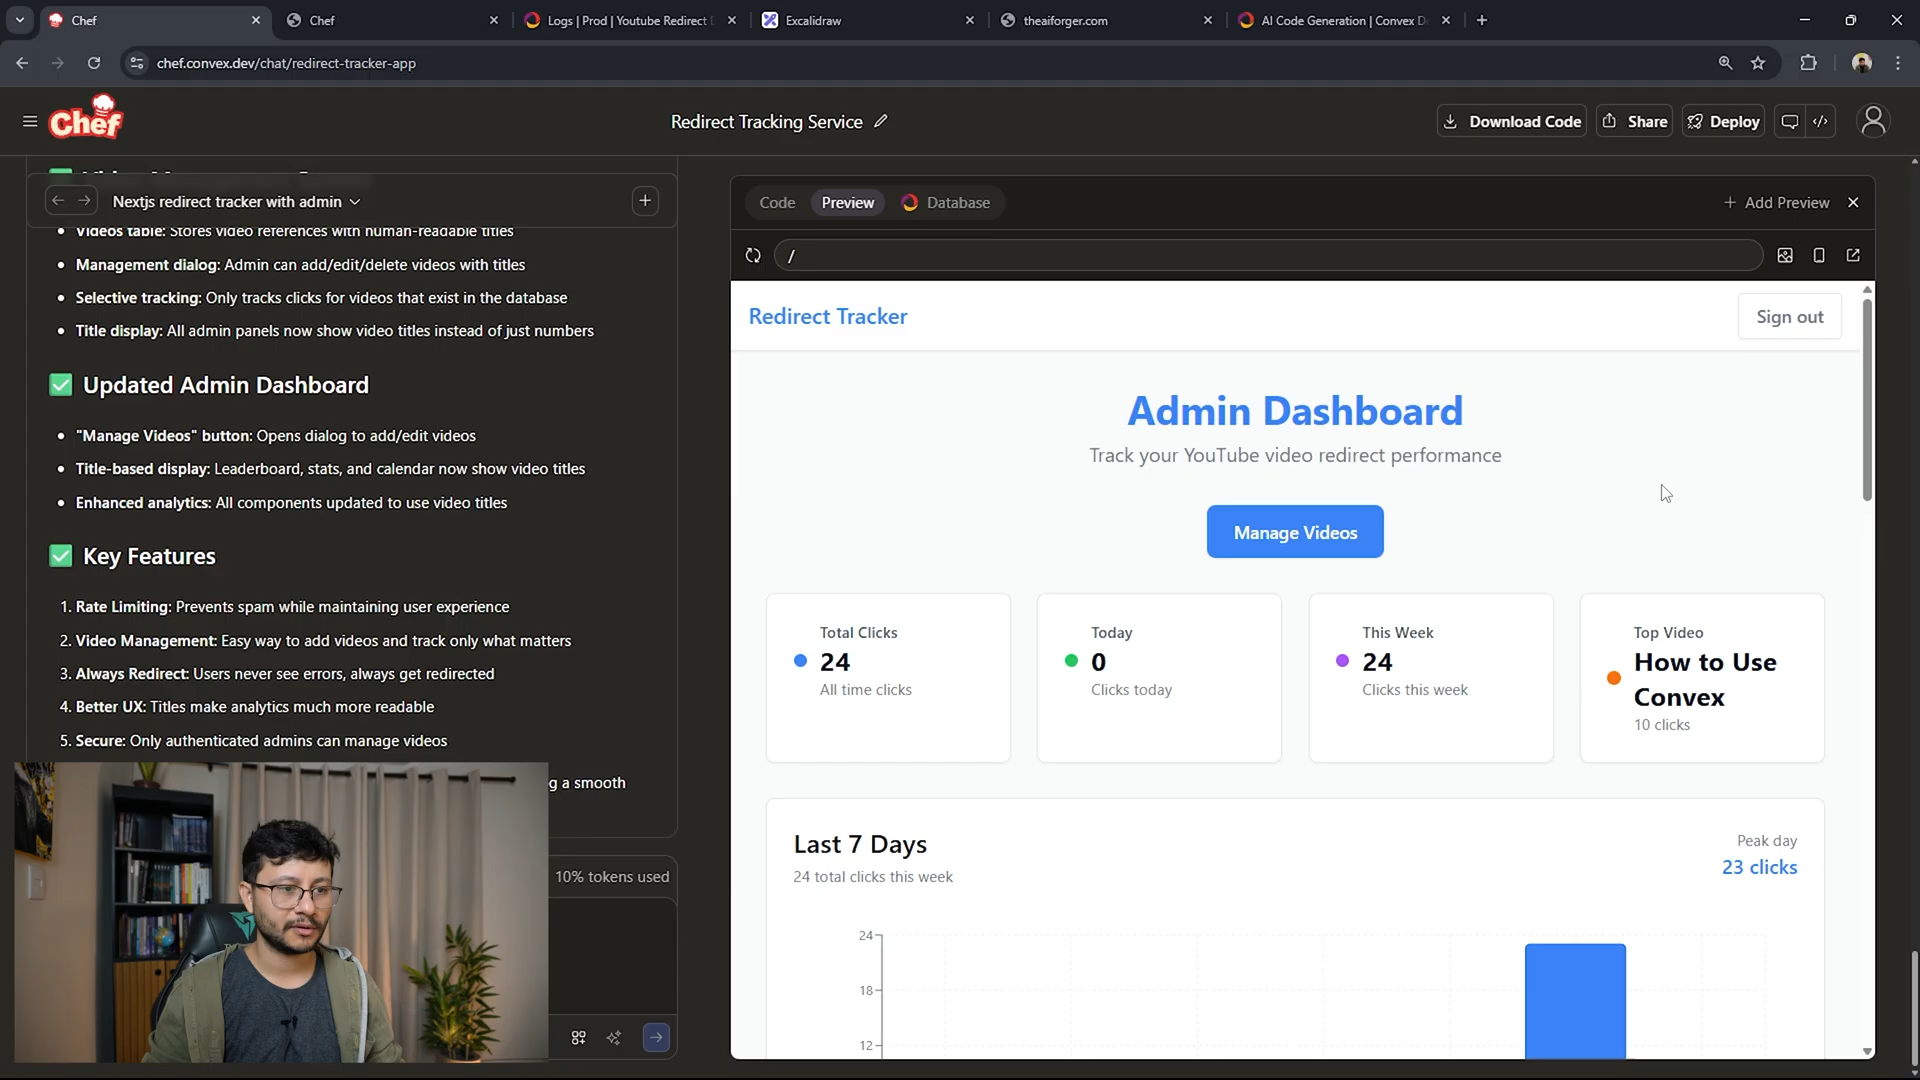 Chef
Chef
Logs | Prod | Youtube Redirect
Excalidraw
theaiforger.com
AI Code Generation | Convex D
chef.convex.dev/chat/redirect-tracker-app
Chef
Redirect Tracking Service
Download Code
Share
Deploy
Nextjs redirect tracker with admin
Videos table: Stores video references with human-readable titles
Management dialog: Admin can add/edit/delete videos with titles
Selective tracking: Only tracks clicks for videos that exist in the database
Title display: All admin panels now show video titles instead of just numbers
Updated Admin Dashboard
"Manage Videos" button: Opens dialog to add/edit videos
Title-based display: Leaderboard, stats, and calendar now show video titles
Enhanced analytics: All components updated to use video titles
Key Features
1. Rate Limiting: Prevents spam while maintaining user experience
2. Video Management: Easy way to add videos and track only what matters
3. Always Redirect: Users never see errors, always get redirected
4. Better UX: Titles make analytics much more readable
5. Secure: Only authenticated admins can manage videos
g a smooth
10% tokens used
Code
Preview
Database
+ Add Preview
/
Redirect Tracker
Sign out
Admin Dashboard
Track your YouTube video redirect performance
Manage Videos
Total Clicks
24
All time clicks
Today
0
Clicks today
This Week
24
Clicks this week
Top Video
How to Use
Convex
10 clicks
Last 7 Days
24 total clicks this week
Peak day
23 clicks
24
18
12